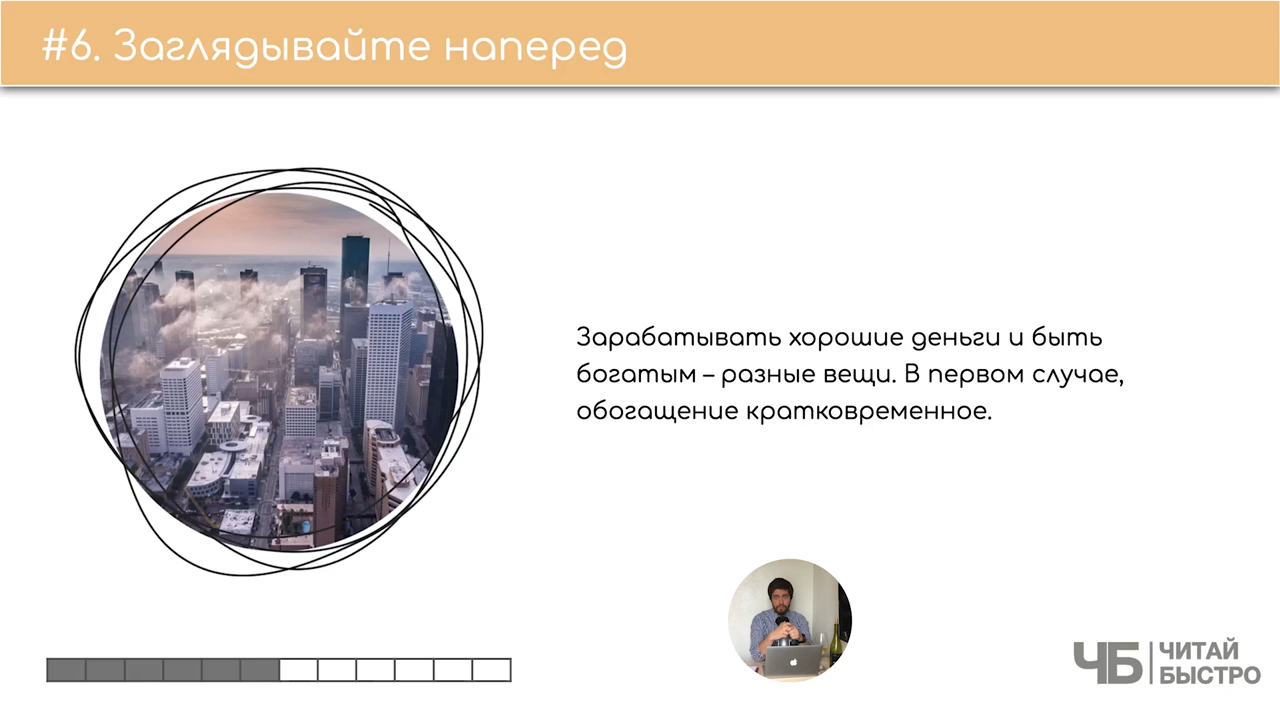 #6. Заглядывайте наперед
Зарабатывать хорошие деньги и быть
богатым – разные вещи. В первом случае,
обогащение кратковременное.
ЧБ
ЧИТАЙ
БЫСТРО